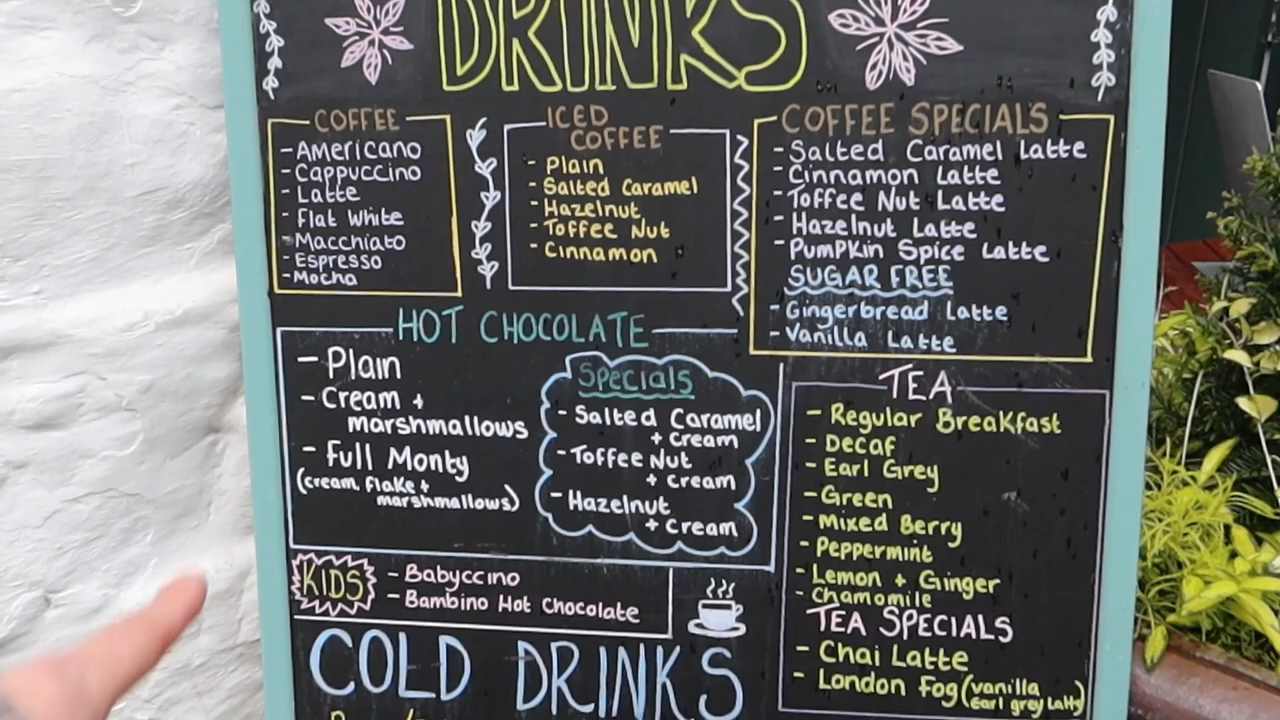 DRINKS
COFFEE
- Americano
- Cappuccino
- Latte
- Flat White
- Macchiato
- Espresso
- Mocha
ICED
COFFEE
- Plain
- Salted Caramel
- Hazelnut
- Toffee Nut
- Cinnamon
COFFEE SPECIALS
- Salted Caramel Latte
- Cinnamon Latte
- Toffee Nut Latte
- Hazelnut Latte
- Pumpkin Spice Latte
SUGAR FREE
- Gingerbread Latte
- Vanilla Latte
HOT CHOCOLATE
- Plain
- Cream +
marshmallows
- Full Monty
(cream, flake +
marshmallows)
Specials
- Salted Caramel
+ Cream
- Toffee Nut
+ Cream
- Hazelnut
+ Cream
KIDS
- Babyccino
- Bambino Hot Chocolate
TEA
- Regular Breakfast
- Decaf
- Earl Grey
- Green
- Mixed Berry
- Peppermint
- Lemon + Ginger
- Chamomile
TEA SPECIALS
- Chai Latte
- London Fog (vanilla
Earl grey Latte)
COLD DRINKS